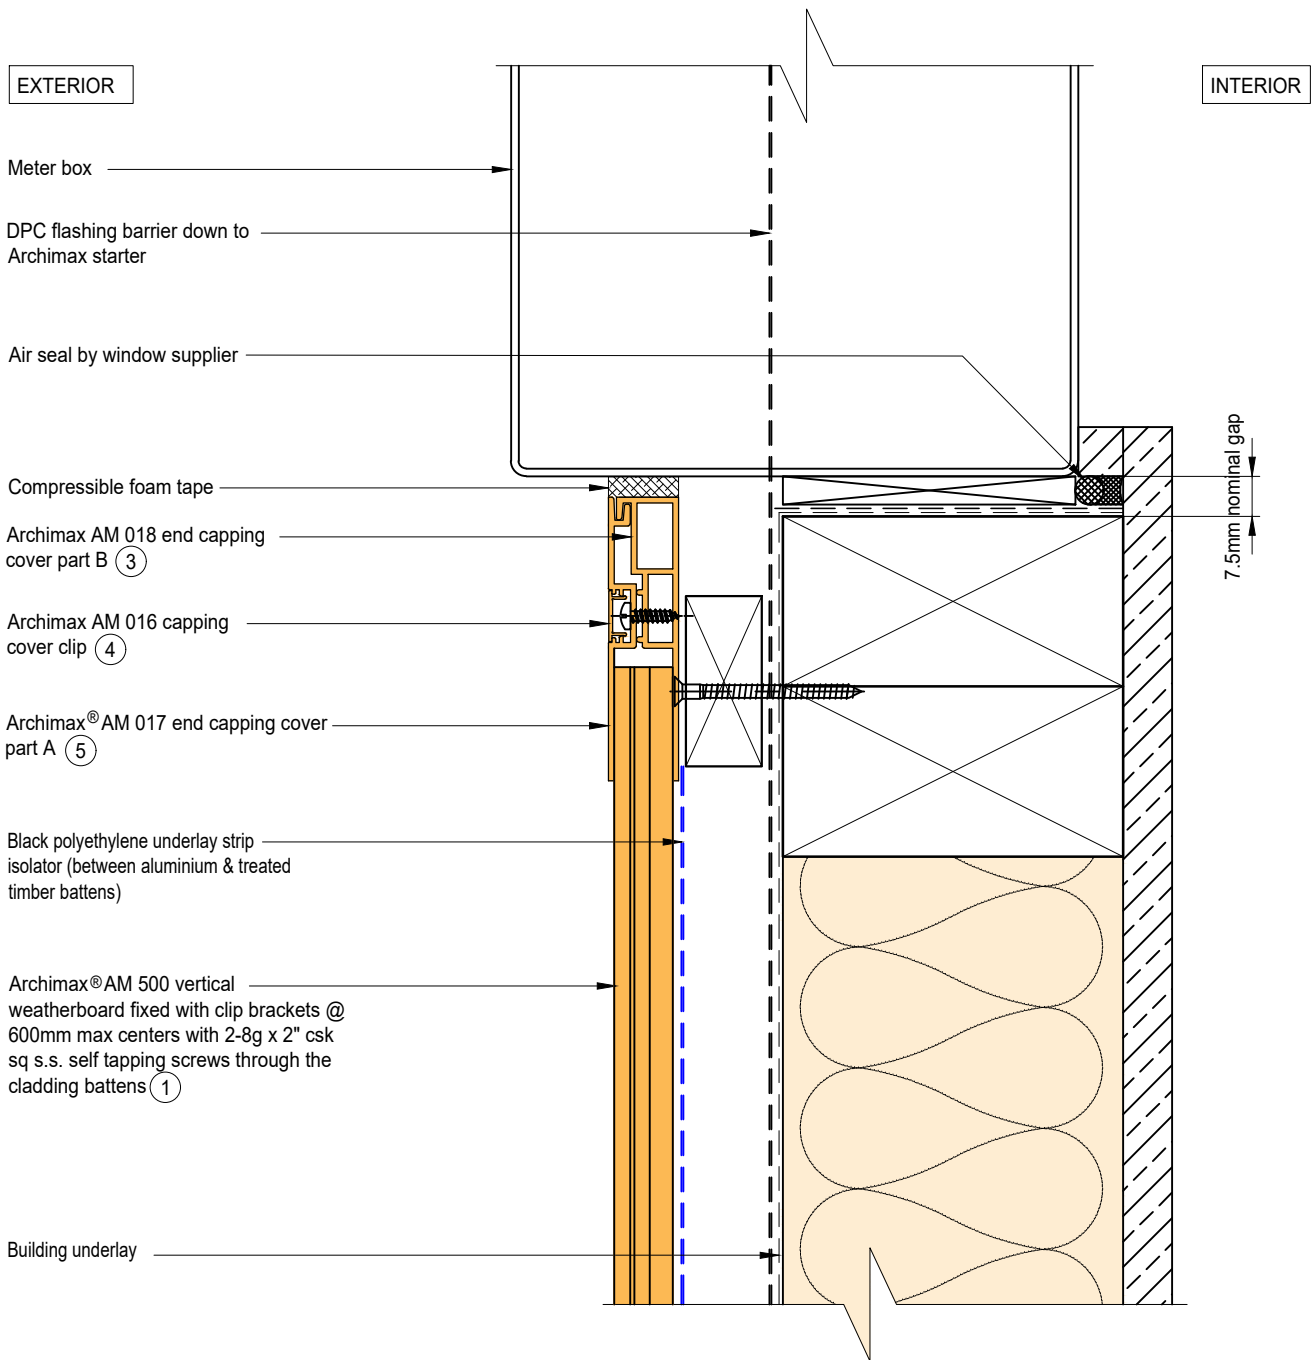 EXTERIOR
INTERIOR
Meter box
DPC flashing barrier down to
Archimax starter
Air seal by window supplier
7.5mm nominal gap
Compressible foam tape
Archimax AM 018 end capping
cover part B 3
Archimax AM 016 capping
cover clip 4
Archimax® AM 017 end capping cover
part A 5
Black polyethylene underlay strip
isolator (between aluminium & treated
timber battens)
Archimax® AM 500 vertical
weatherboard fixed with clip brackets @
600mm max centers with 2-8g x 2" csk
sq s.s. self tapping screws through the
cladding battens 1
Building underlay